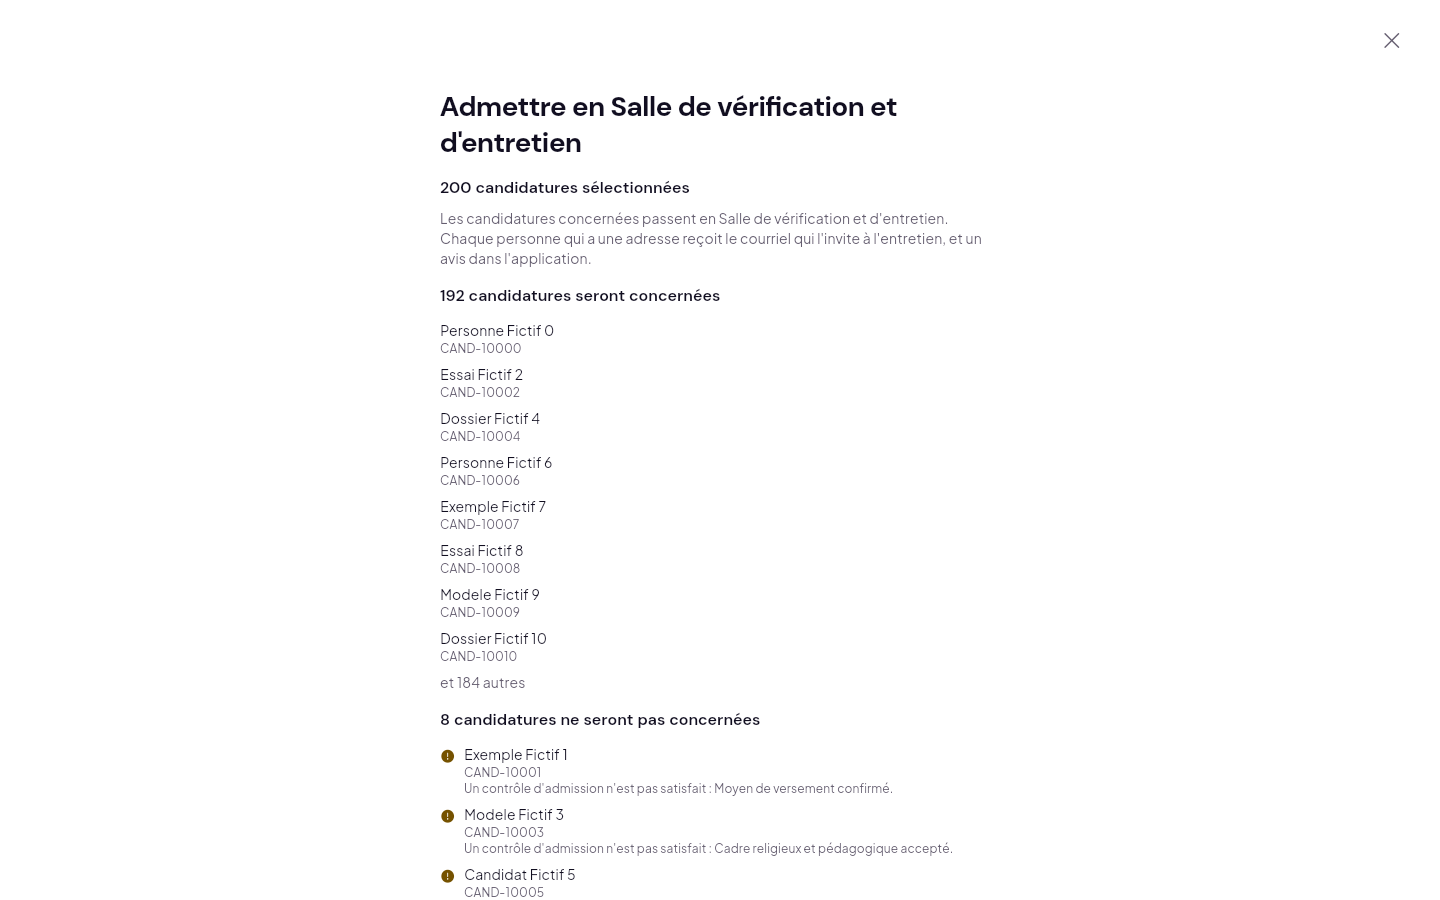 Admettre en Salle de vérification et
d'entretien
200 candidatures sélectionnées
Les candidatures concernées passent en Salle de vérification et d'entretien.
Chaque personne qui a une adresse reçoit le courriel qui l'invite à l'entretien, et un
avis dans l'application.
192 candidatures seront concernées
Personne Fictif 0
CAND-10000
Essai Fictif 2
CAND-10002
Dossier Fictif 4
CAND-10004
Personne Fictif 6
CAND-10006
Exemple Fictif 7
CAND-10007
Essai Fictif 8
CAND-10008
Modele Fictif 9
CAND-10009
Dossier Fictif 10
CAND-10010
et 184 autres
8 candidatures ne seront pas concernées
Exemple Fictif 1
CAND-10001
Un contrôle d'admission n'est pas satisfait : Moyen de versement confirmé.
Modele Fictif 3
CAND-10003
Un contrôle d'admission n'est pas satisfait : Cadre religieux et pédagogique accepté.
Candidat Fictif 5
CAND-10005